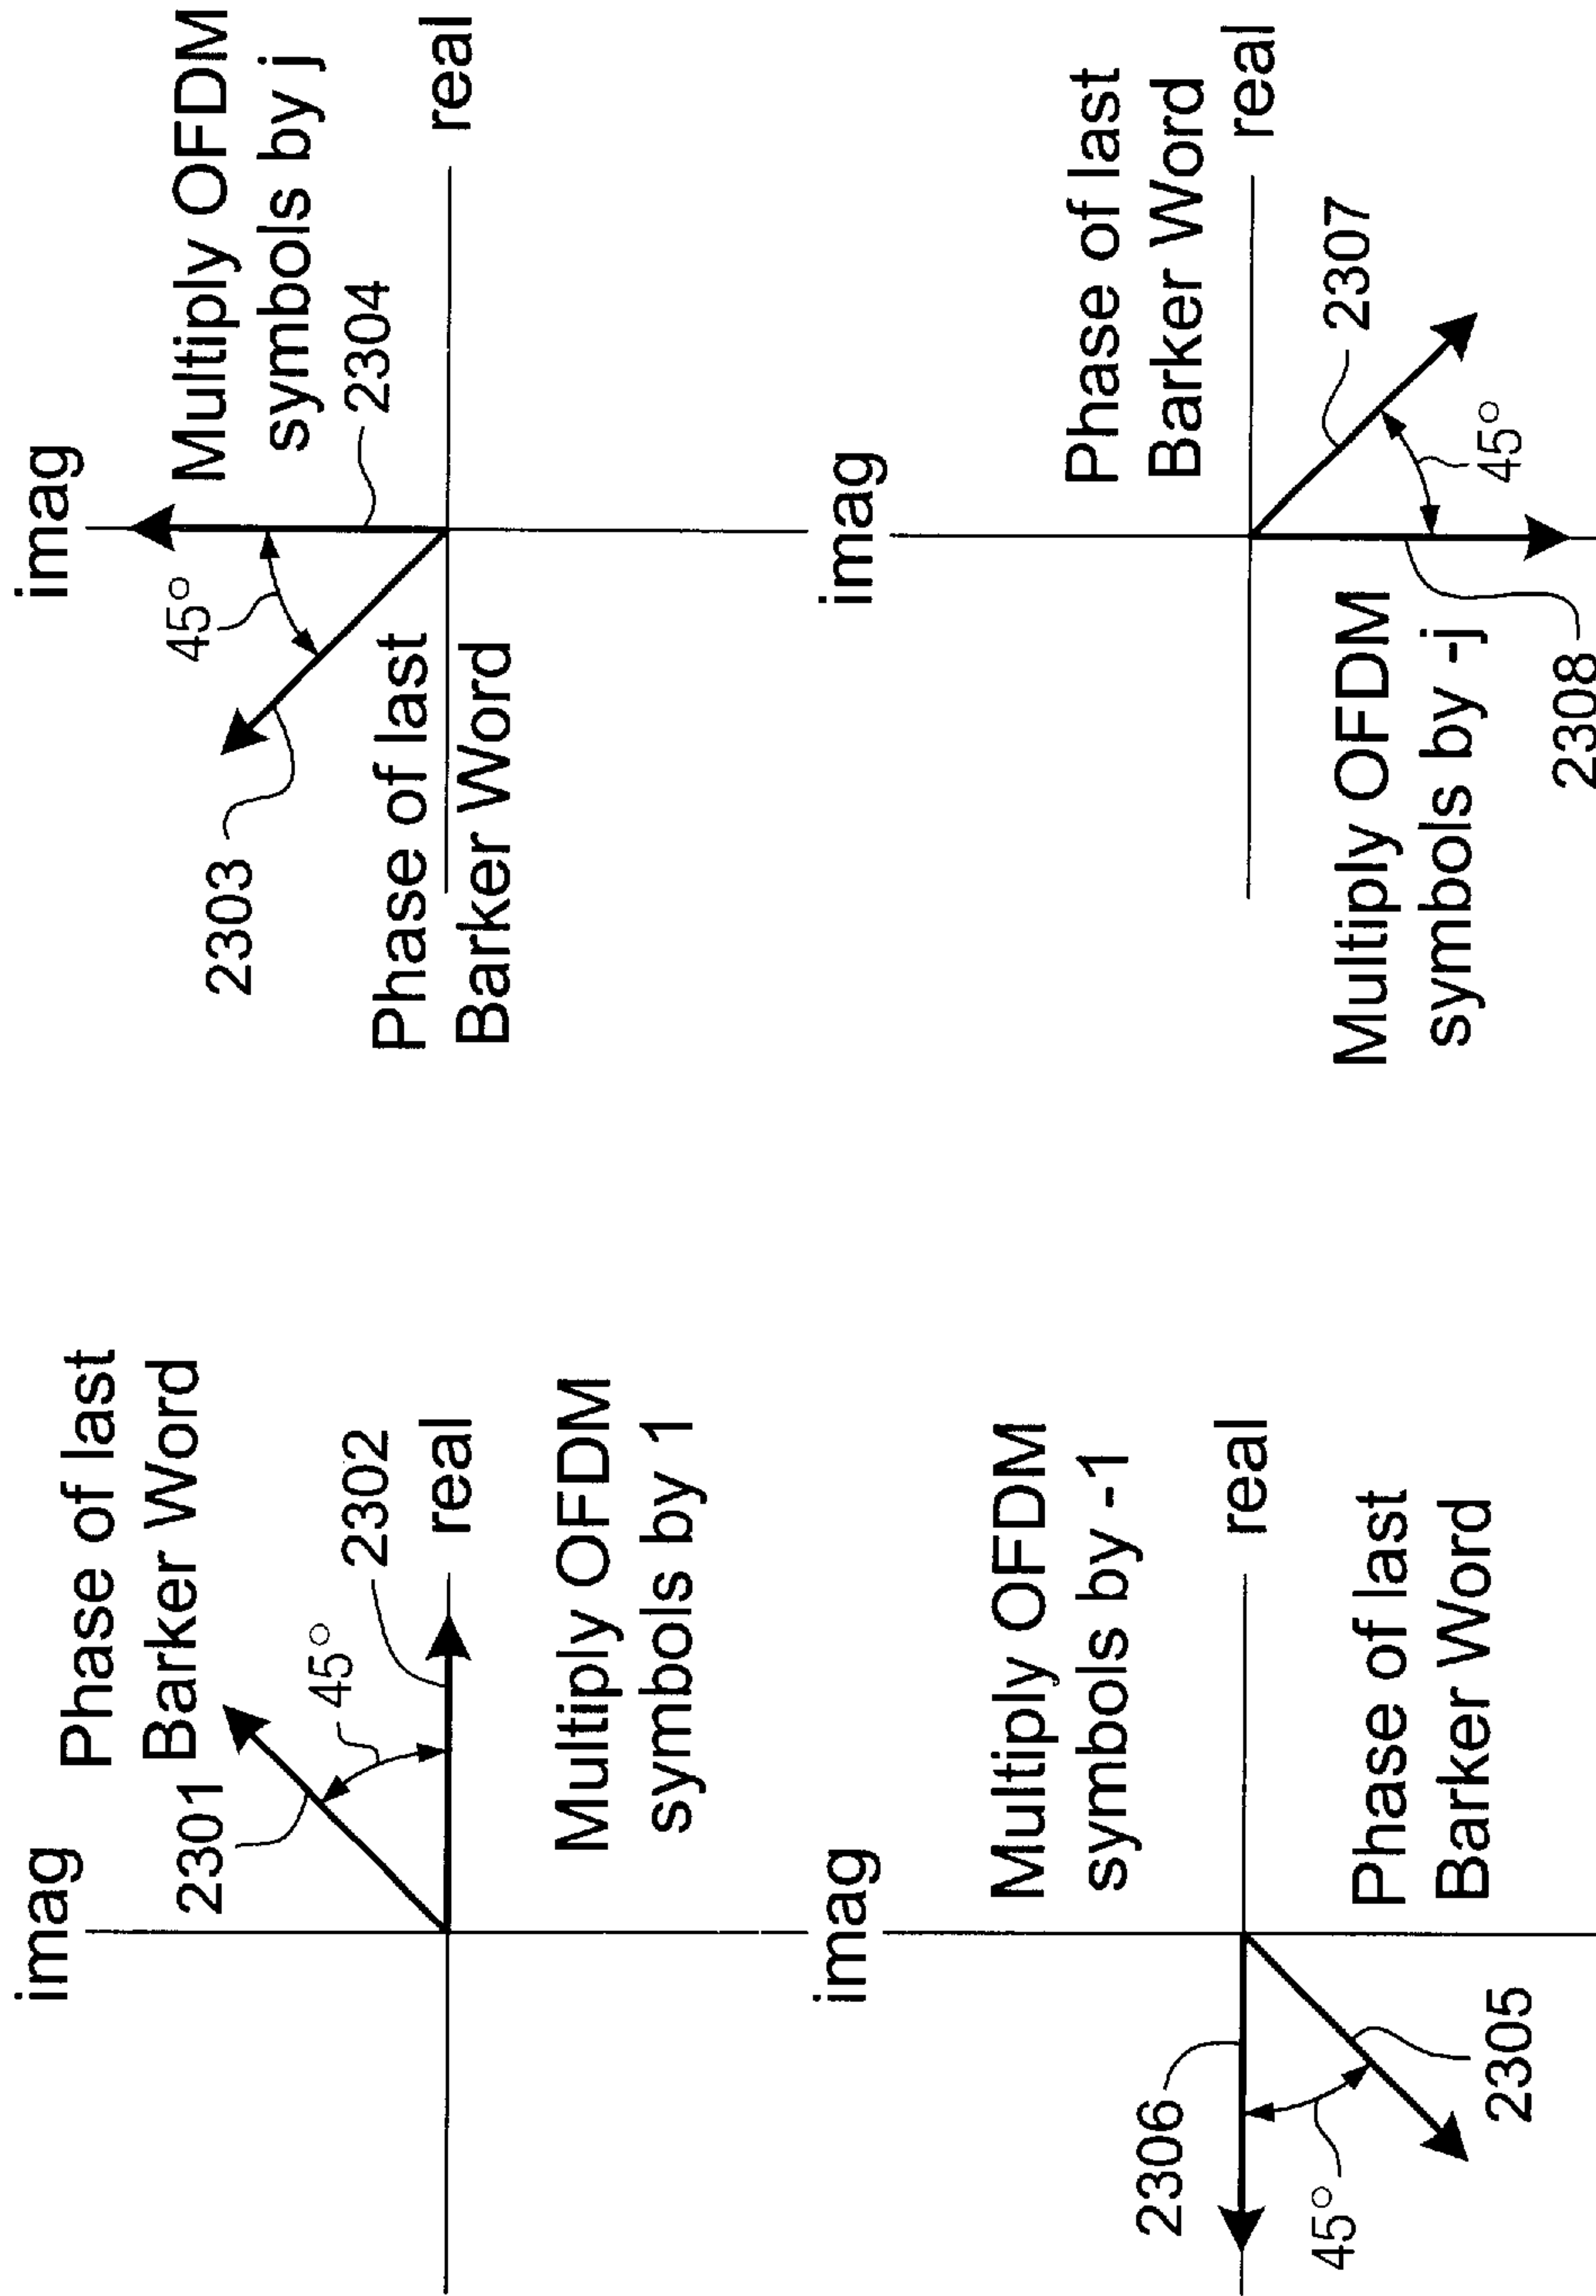 imag
Phase of last
Barker Word
2301
45°
2302
real
Multiply OFDM
symbols by 1
imag
Multiply OFDM
symbols by j
2304
45°
real
2303
Phase of last
Barker Word
imag
Multiply OFDM
symbols by -1
real
2306
45°
2305
Phase of last
Barker Word
imag
Phase of last
Barker Word
real
2307
45°
Multiply OFDM
symbols by -j
2308